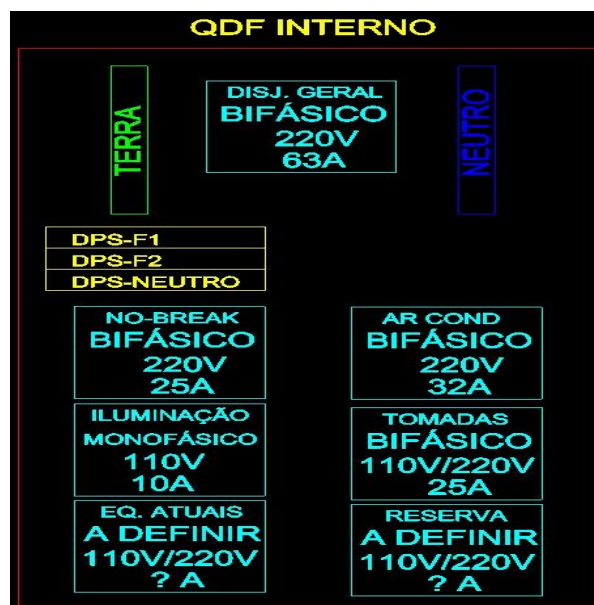 QDF INTERNO
TERRA
DISJ. GERAL
BIFÁSICO
220V
63A
NEUTRO
DPS-F1
DPS-F2
DPS-NEUTRO
NO-BREAK
BIFÁSICO
220V
25A
AR COND
BIFÁSICO
220V
32A
ILUMINAÇÃO
MONOFÁSICO
110V
10A
TOMADAS
BIFÁSICO
110V/220V
25A
EQ. ATUAIS
A DEFINIR
110V/220V
? A
RESERVA
A DEFINIR
110V/220V
? A